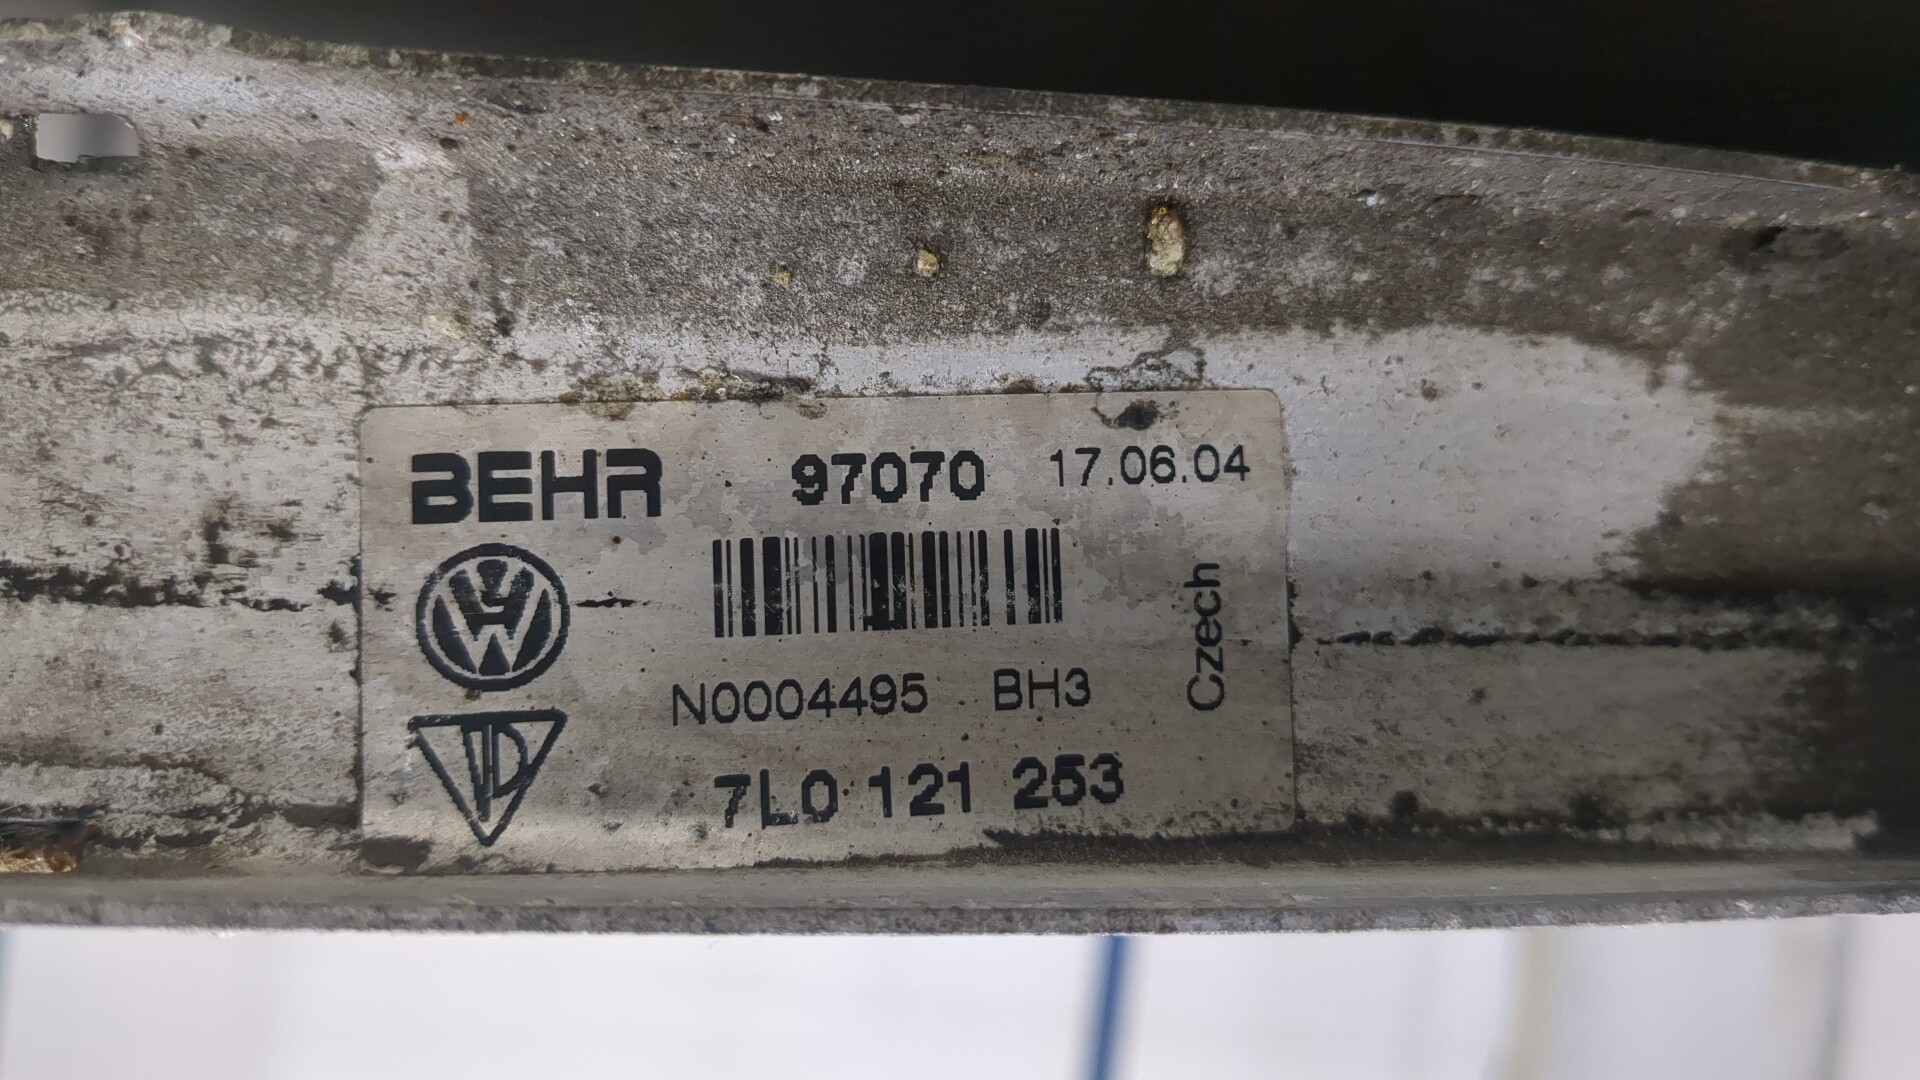 BEHR 97070 17.06.04
N0004495 BH3
Czech
7L0 121 253